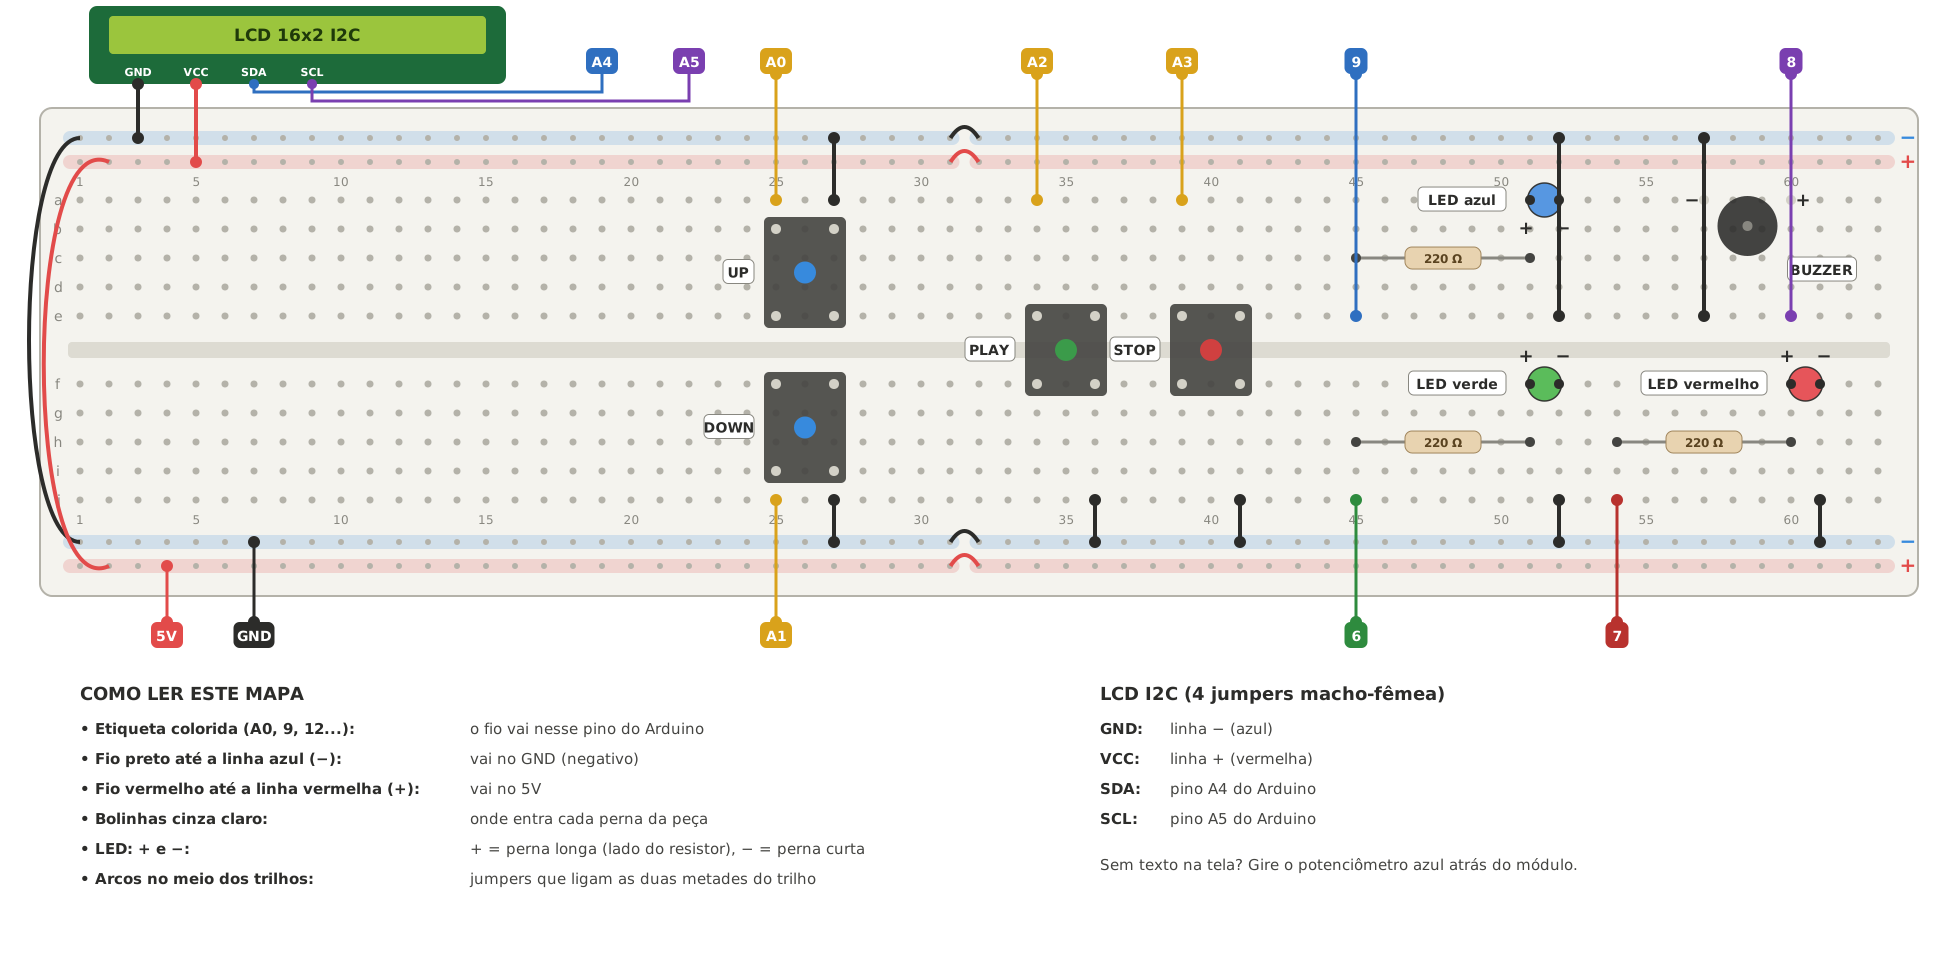 LCD 16x2 I2C
GND VCC SDA SCL
A4 A5 A0 A2 A3 9 8
−
+
1 5 10 15 20 25 30 35 40 45 50 55 60
a
b
c
d
e
LED azul
+ −
− +
220 Ω
UP
BUZZER
PLAY
STOP
+ −
+ −
f
g
h
i
j
LED verde
LED vermelho
DOWN
220 Ω
220 Ω
1 5 10 15 20 25 30 35 40 45 50 55 60
−
+
5V GND A1 6 7
COMO LER ESTE MAPA
• Etiqueta colorida (A0, 9, 12...): o fio vai nesse pino do Arduino
• Fio preto até a linha azul (−): vai no GND (negativo)
• Fio vermelho até a linha vermelha (+): vai no 5V
• Bolinhas cinza claro: onde entra cada perna da peça
• LED: + e −: + = perna longa (lado do resistor), − = perna curta
• Arcos no meio dos trilhos: jumpers que ligam as duas metades do trilho
LCD I2C (4 jumpers macho-fêmea)
GND: linha − (azul)
VCC: linha + (vermelha)
SDA: pino A4 do Arduino
SCL: pino A5 do Arduino
Sem texto na tela? Gire o potenciômetro azul atrás do módulo.